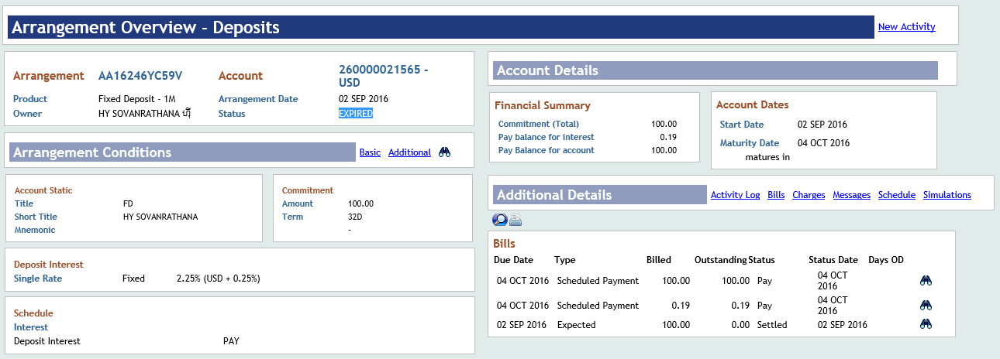 Arrangement Overview - Deposits
New Activity
Arrangement AA16246YC59V Account 260000021565 - USD
Product Fixed Deposit - 1M Arrangement Date 02 SEP 2016
Owner HY SOVANRATHANA ហ៊ី Status EXPIRED
Arrangement Conditions Basic Additional
Account Static
Title FD
Short Title HY SOVANRATHANA
Mnemonic
Commitment
Amount 100.00
Term 32D
-
Deposit Interest
Single Rate Fixed 2.25% (USD + 0.25%)
Schedule
Interest
Deposit Interest PAY
Account Details
Financial Summary
Commitment (Total) 100.00
Pay balance for interest 0.19
Pay Balance for account 100.00
Account Dates
Start Date 02 SEP 2016
Maturity Date 04 OCT 2016
matures in
Additional Details Activity Log Bills Charges Messages Schedule Simulations
Bills
Due Date Type Billed Outstanding Status Status Date Days OD
04 OCT 2016 Scheduled Payment 100.00 100.00 Pay 04 OCT 2016
04 OCT 2016 Scheduled Payment 0.19 0.19 Pay 04 OCT 2016
02 SEP 2016 Expected 100.00 0.00 Settled 02 SEP 2016